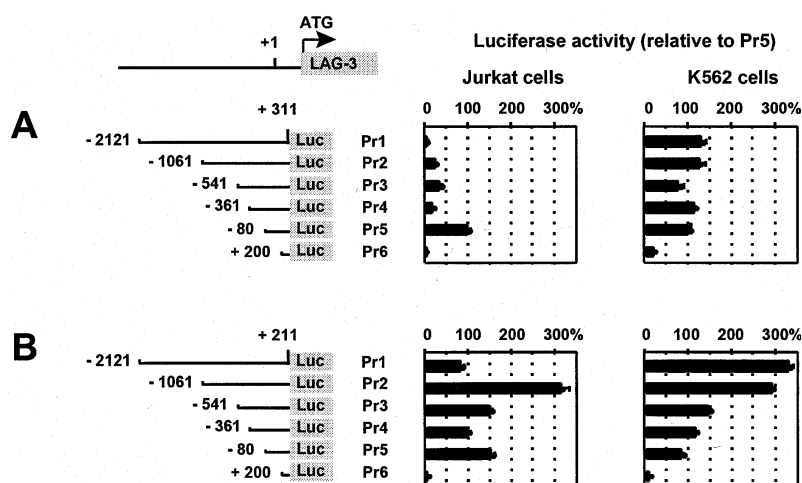 ATG
+1
LAG-3
Luciferase activity (relative to Pr5)
Jurkat cells
K562 cells
A
+ 311
0 100 200 300%
0 100 200 300%
- 2121 Luc Pr1
- 1061 Luc Pr2
- 541 Luc Pr3
- 361 Luc Pr4
- 80 Luc Pr5
+ 200 Luc Pr6
B
+ 211
0 100 200 300%
0 100 200 300%
- 2121 Luc Pr1
- 1061 Luc Pr2
- 541 Luc Pr3
- 361 Luc Pr4
- 80 Luc Pr5
+ 200 Luc Pr6